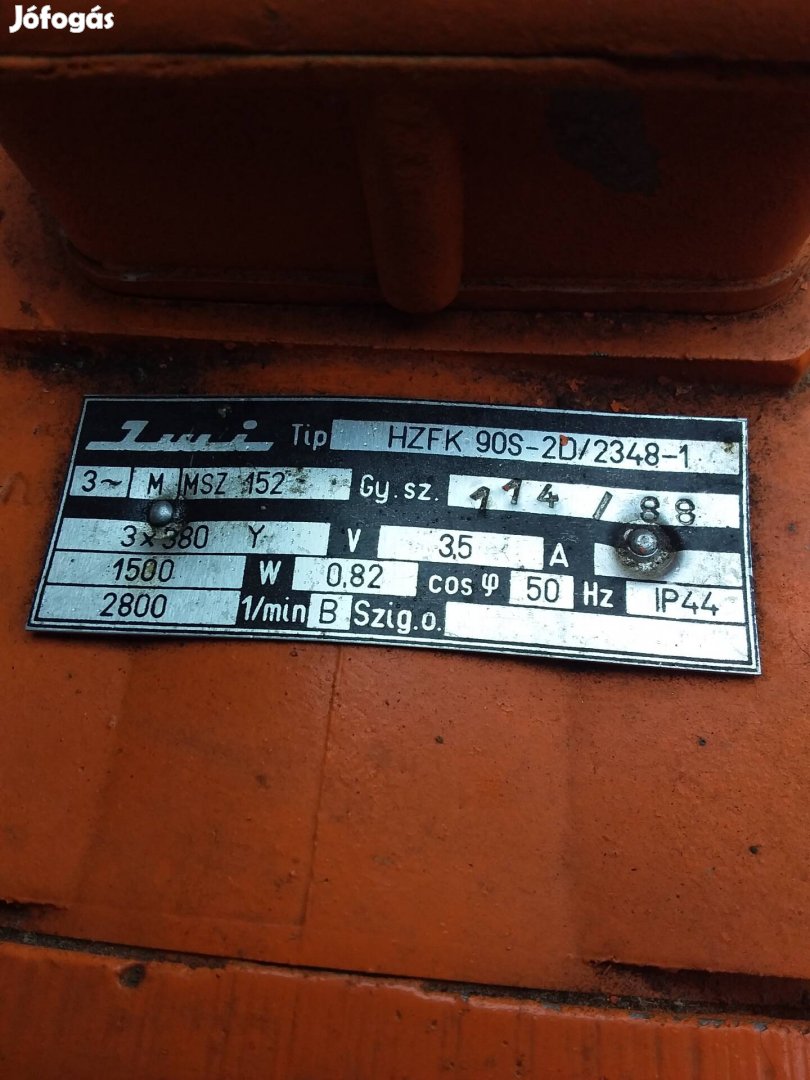 Jófogás
Imi Tip HZFK 90S-2D/2348-1
3~ M MSZ 152 Gy.sz. 114/88
3×380 Y V 3,5 A
1500 W 0,82 cos φ 50 Hz IP44
2800 1/min B Szig.o.